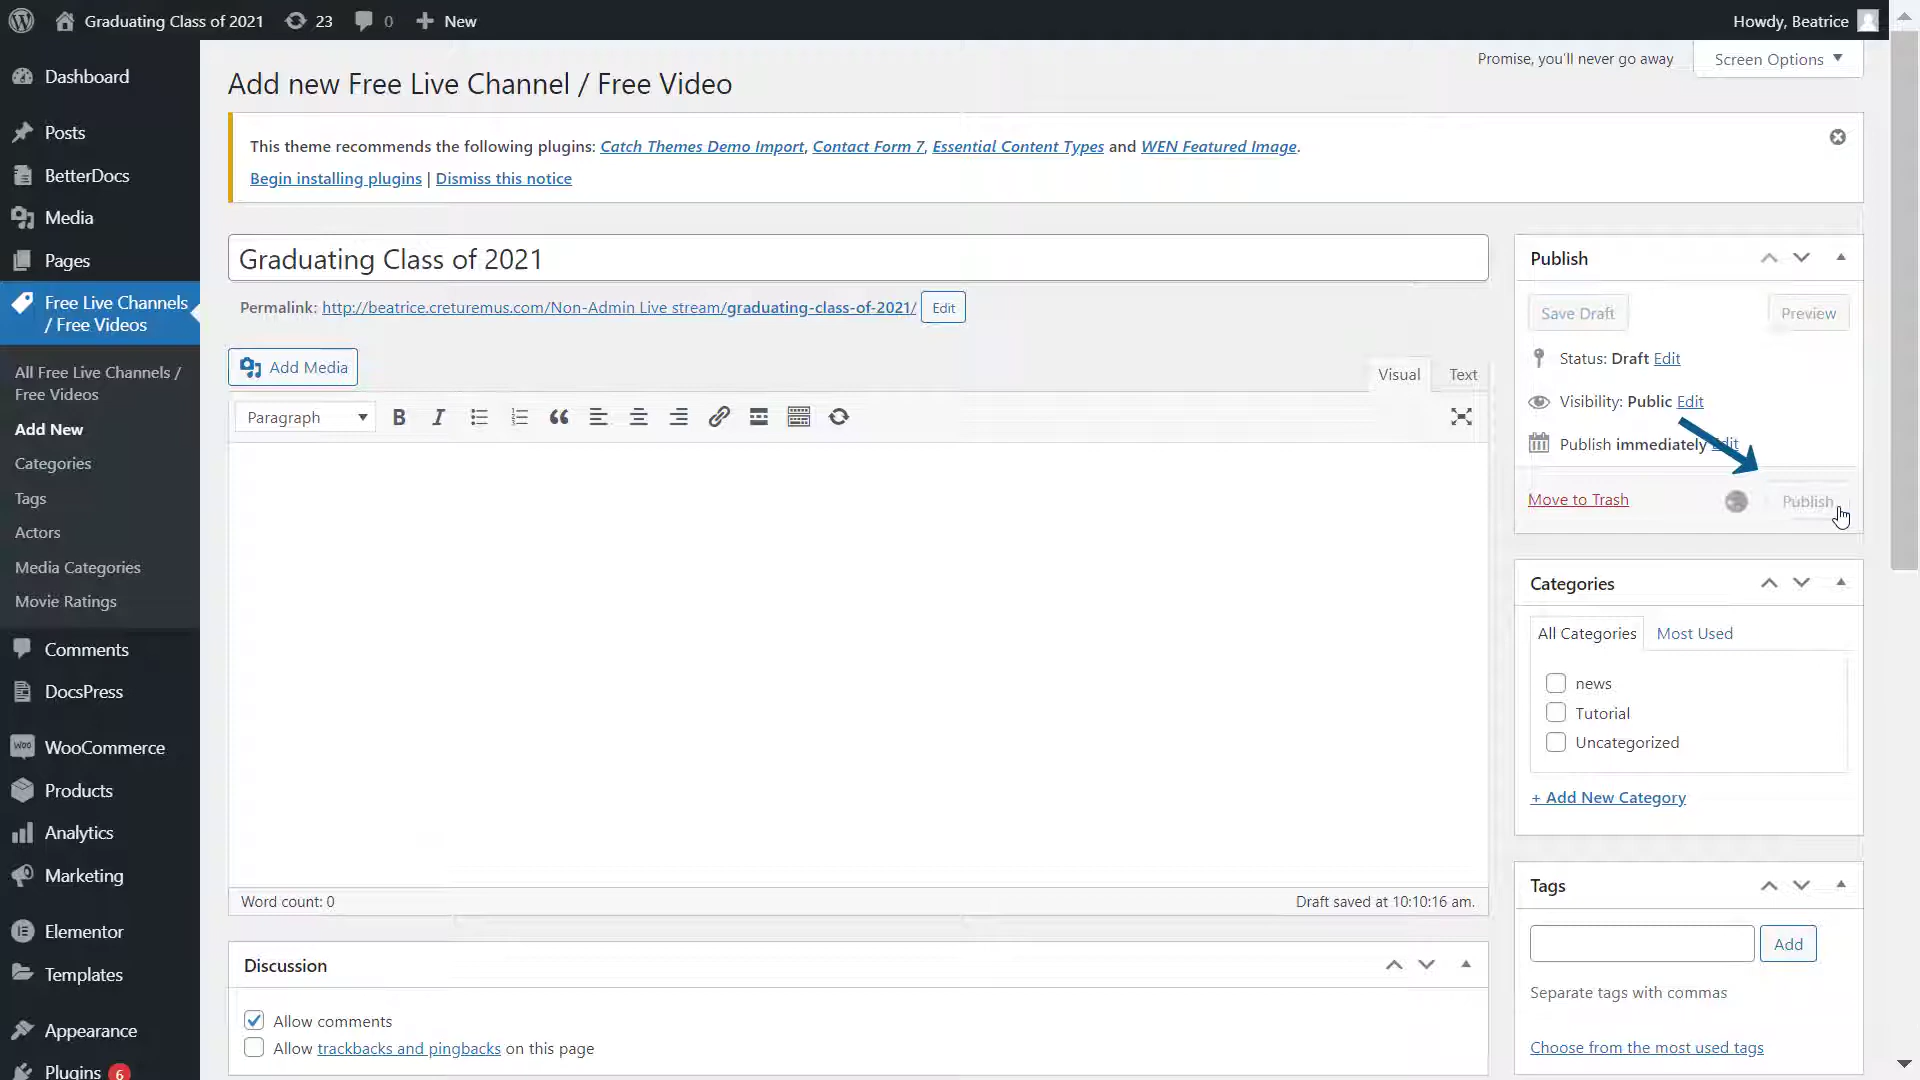 Graduating Class of 2021
23
0
New
Howdy, Beatrice
Dashboard
Posts
BetterDocs
Media
Pages
Free Live Channels
/ Free Videos
All Free Live Channels /
Free Videos
Add New
Categories
Tags
Actors
Media Categories
Movie Ratings
Comments
DocsPress
WOO WooCommerce
Products
Analytics
Marketing
Elementor
Templates
Appearance
Plugins 6
Promise, you'll never go away
Screen Options
Add new Free Live Channel / Free Video
This theme recommends the following plugins: Catch Themes Demo Import, Contact Form 7, Essential Content Types and WEN Featured Image.
Begin installing plugins | Dismiss this notice
Graduating Class of 2021
Permalink: http://beatrice.creturemus.com/Non-Admin Live stream/graduating-class-of-2021/ Edit
Add Media
Visual Text
Paragraph
Word count: 0
Draft saved at 10:10:16 am.
Discussion
Allow comments
Allow trackbacks and pingbacks on this page
Publish
Save Draft
Preview
Status: Draft Edit
Visibility: Public Edit
Publish immediately Edit
Move to Trash
Publish
Categories
All Categories
Most Used
news
Tutorial
Uncategorized
+ Add New Category
Tags
Add
Separate tags with commas
Choose from the most used tags